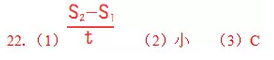 22.（1）$\frac{S_2-S_1}{t}$ （2）小 （3）C